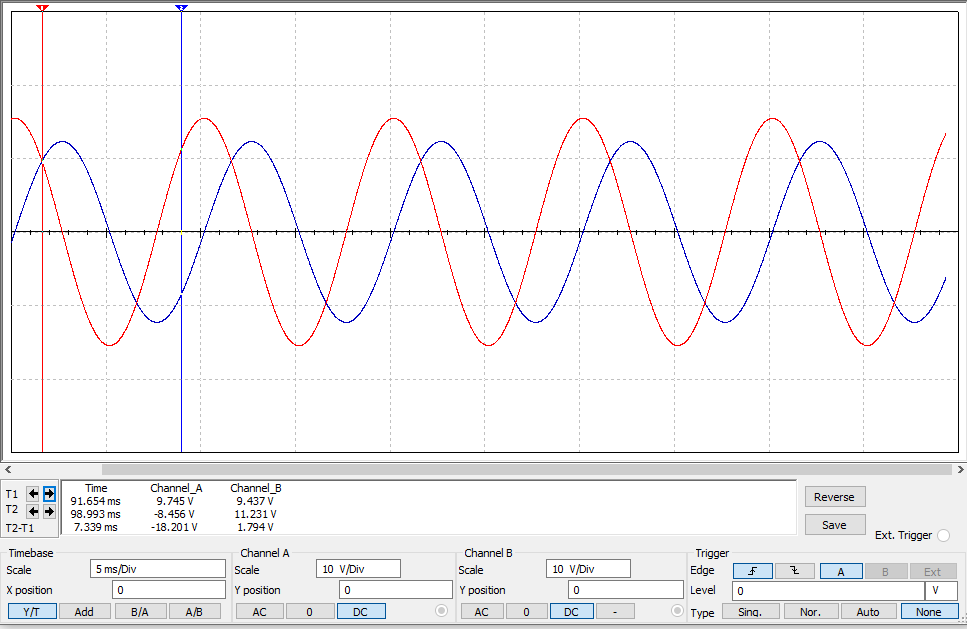 1 2
T1 T2 T2-T1
Time Channel_A Channel_B
91.654 ms 9.745 V 9.437 V
98.993 ms -8.456 V 11.231 V
7.339 ms -18.201 V 1.794 V
Reverse
Save
Ext. Trigger
Timebase
Scale 5 ms/Div
X position 0
Y/T Add B/A A/B
Channel A
Scale 10 V/Div
Y position 0
AC 0 DC
Channel B
Scale 10 V/Div
Y position 0
AC 0 DC -
Trigger
Edge A B Ext
Level 0 V
Type Sinq. Nor. Auto None